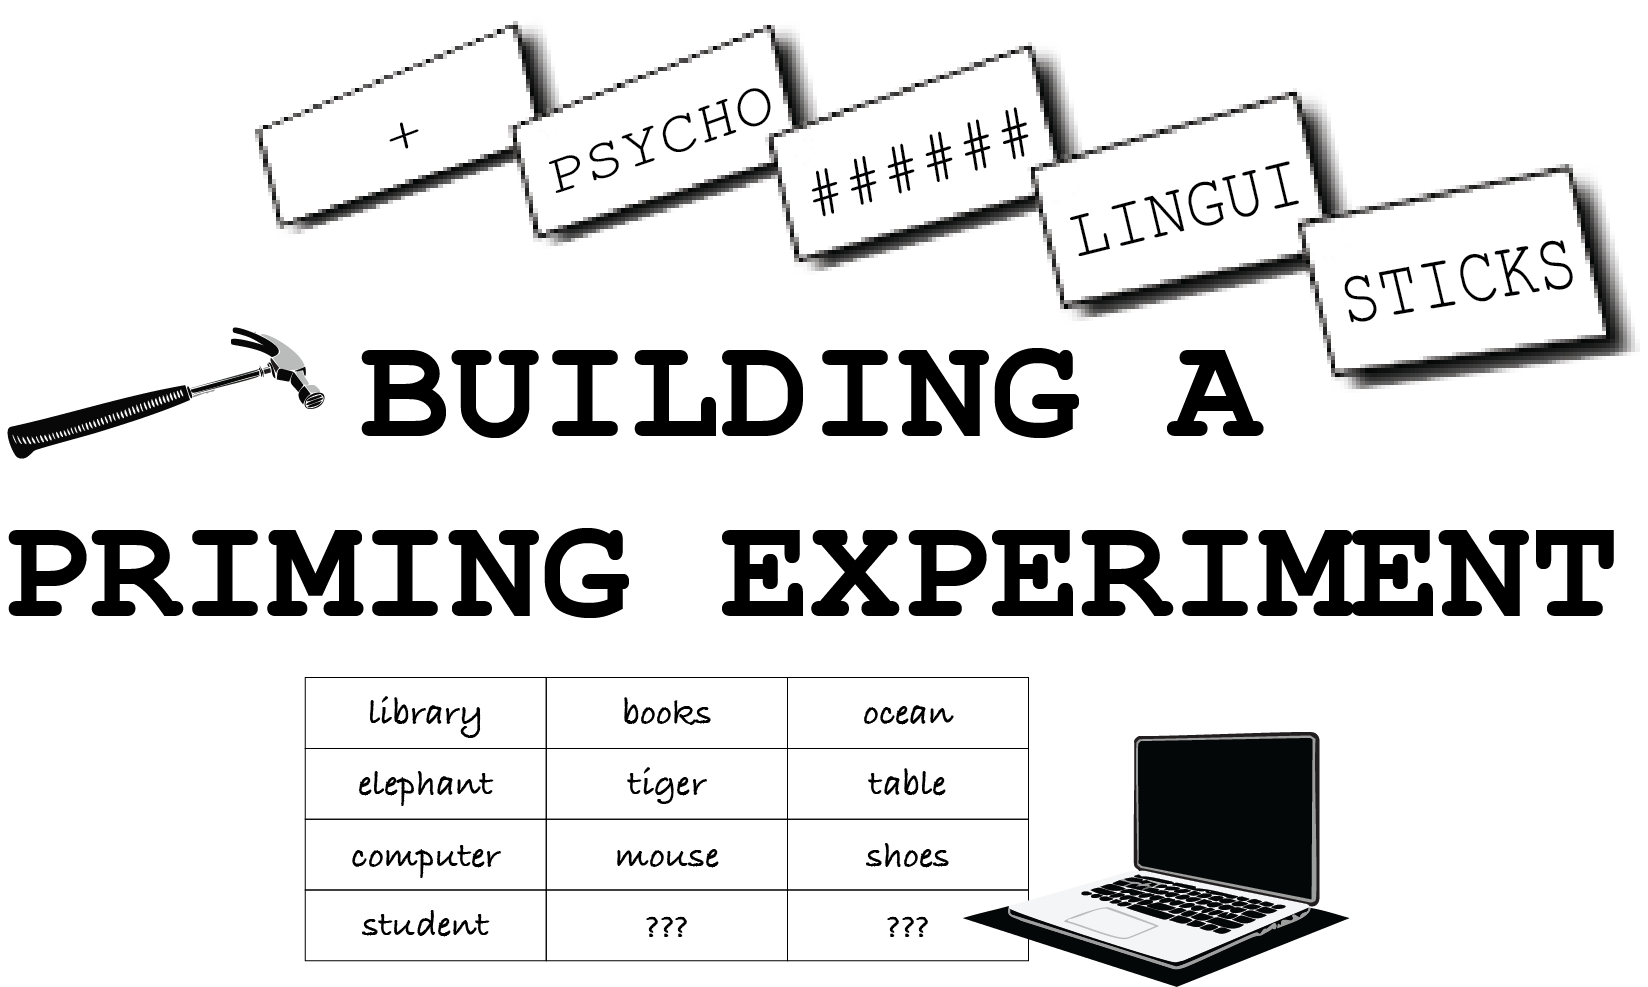 +
PSYCHO
######
LINGUI
STICKS
BUILDING A
PRIMING EXPERIMENT
library books ocean
elephant tiger table
computer mouse shoes
student ??? ???